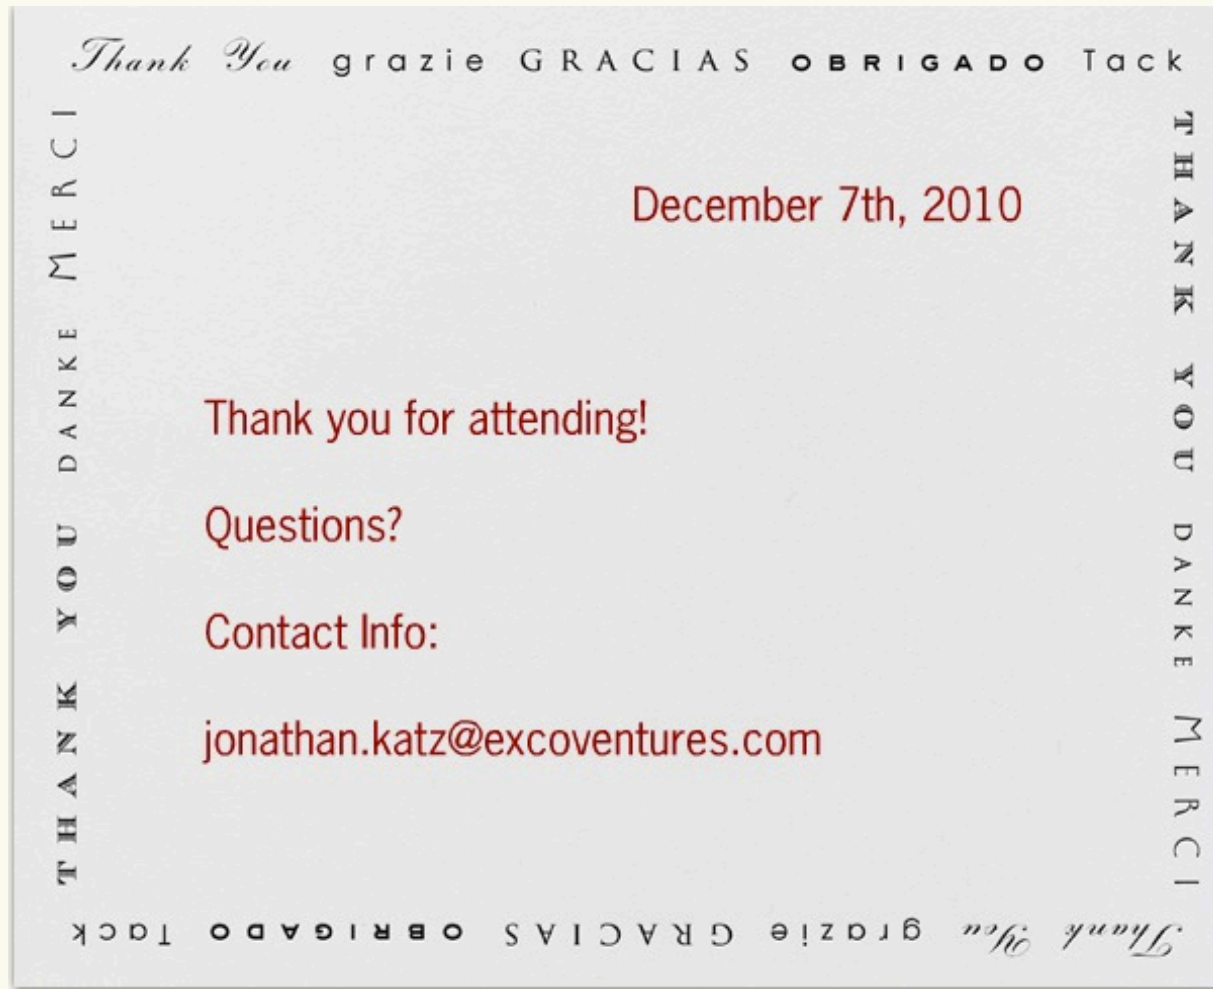 Thank You grazie GRACIAS OBRIGADO Tack
THANK YOU DANKE MERCI
December 7th, 2010
Thank you for attending!
Questions?
Contact Info:
jonathan.katz@excoventures.com
THANK YOU DANKE MERCI
Thank You grazie GRACIAS OBRIGADO Tack